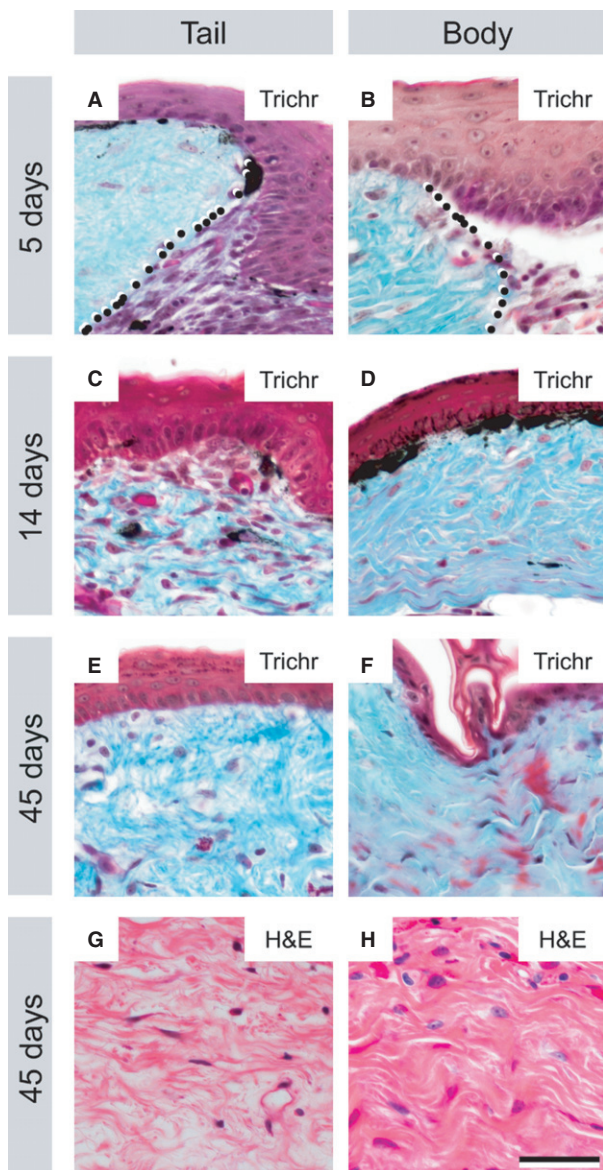 Tail
Body
5 days
A
Trichr
B
Trichr
14 days
C
Trichr
D
Trichr
45 days
E
Trichr
F
Trichr
45 days
G
H&E
H
H&E